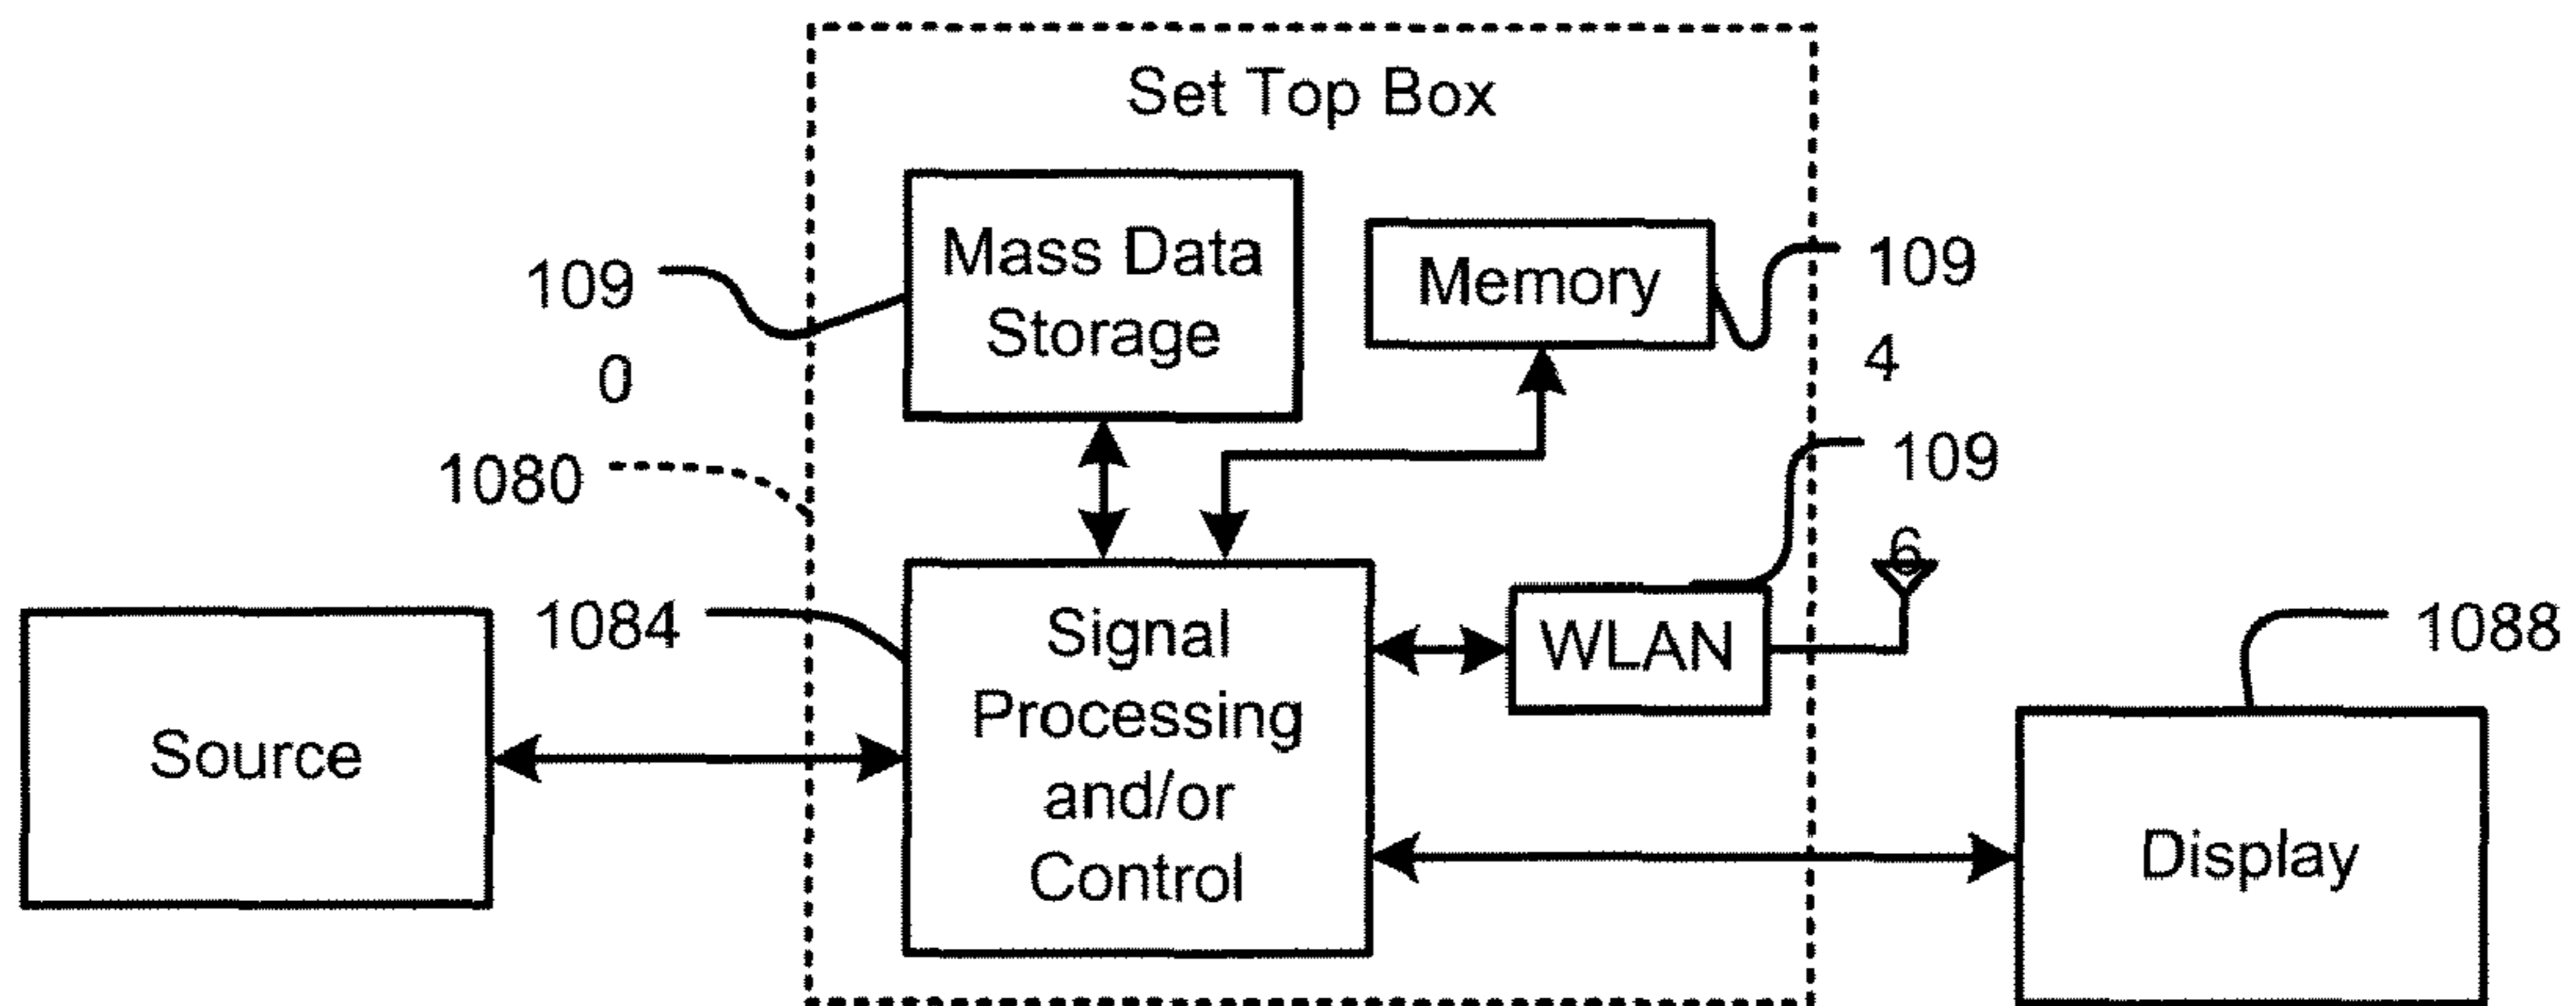 Set Top Box
Mass Data
Storage
Memory
109
0
109
4
1080
109
6
1084
Signal
Processing
and/or
Control
WLAN
Source
1088
Display